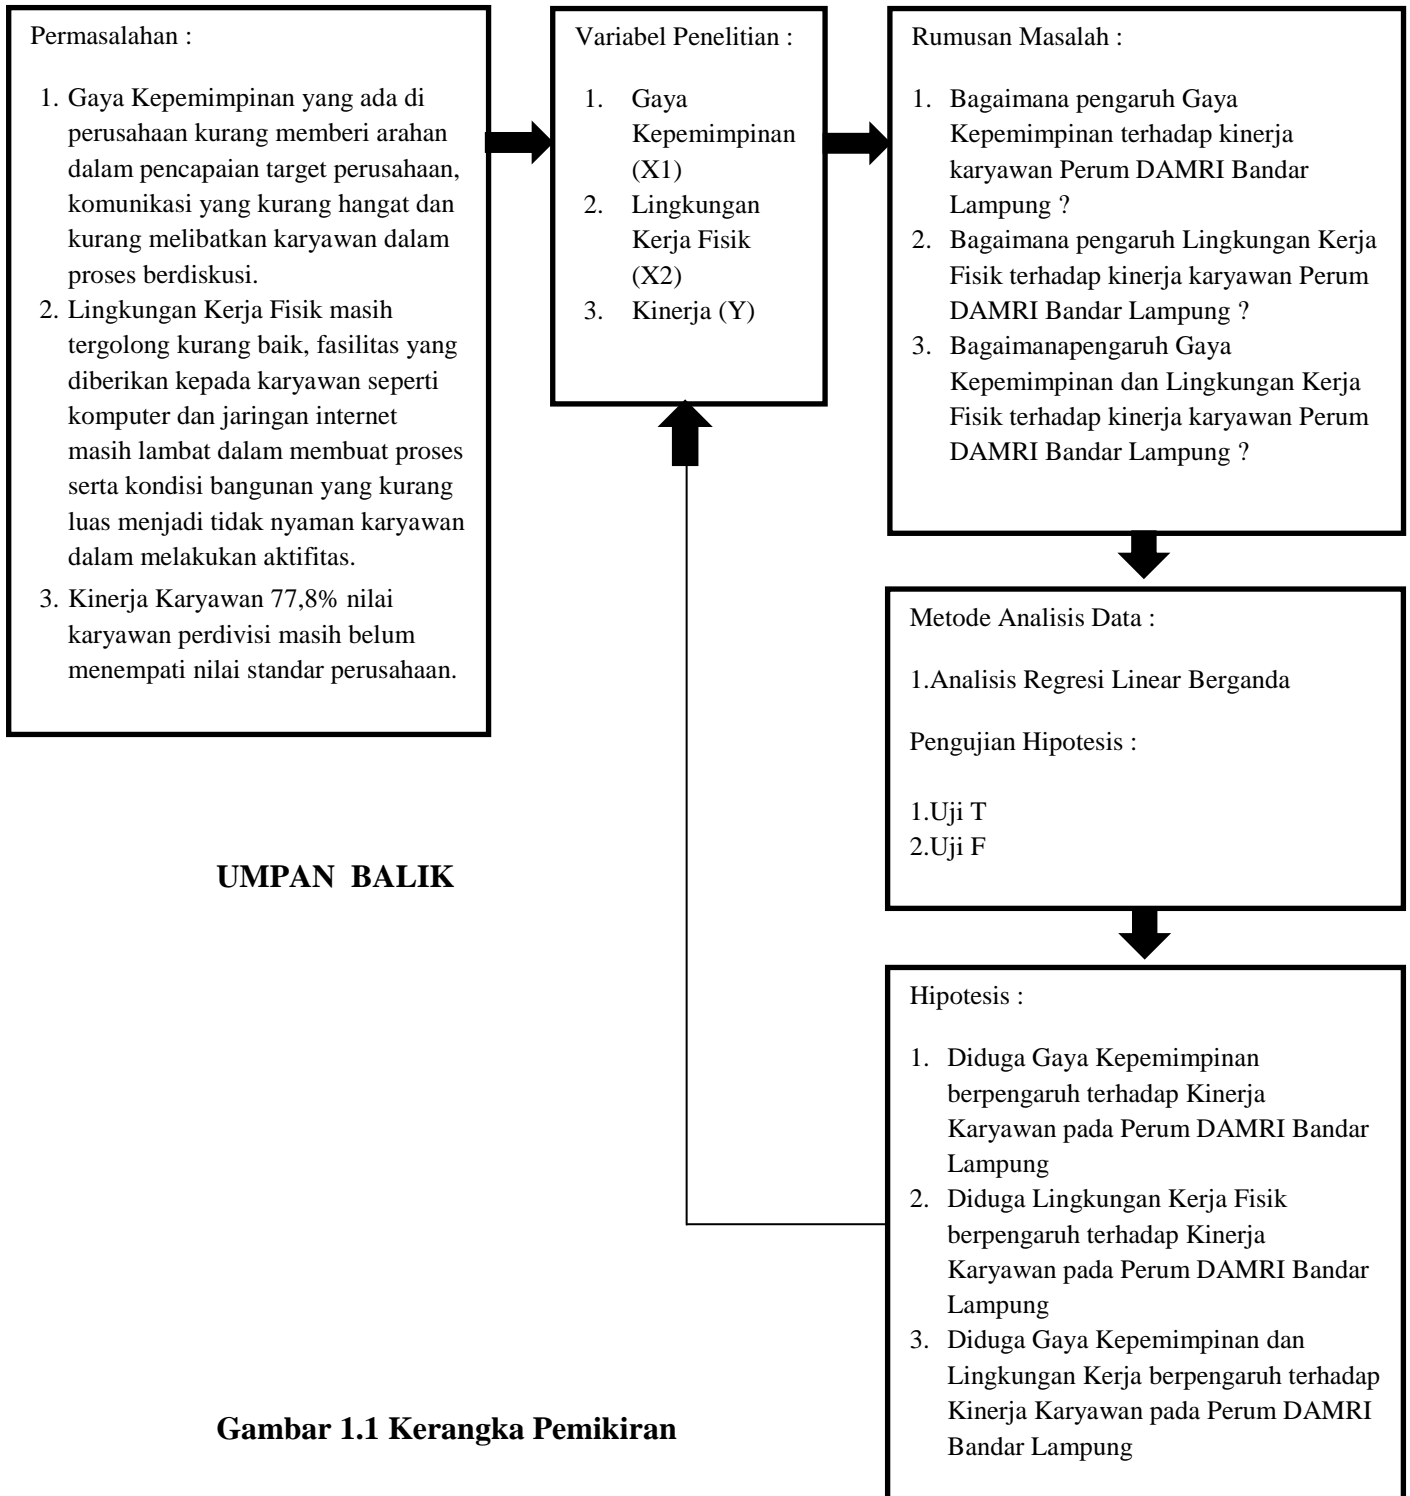 Permasalahan :
1. Gaya Kepemimpinan yang ada di
perusahaan kurang memberi arahan
dalam pencapaian target perusahaan,
komunikasi yang kurang hangat dan
kurang melibatkan karyawan dalam
proses berdiskusi.
2. Lingkungan Kerja Fisik masih
tergolong kurang baik, fasilitas yang
diberikan kepada karyawan seperti
komputer dan jaringan internet
masih lambat dalam membuat proses
serta kondisi bangunan yang kurang
luas menjadi tidak nyaman karyawan
dalam melakukan aktifitas.
3. Kinerja Karyawan 77,8% nilai
karyawan perdivisi masih belum
menempati nilai standar perusahaan.
Variabel Penelitian :
1. Gaya
Kepemimpinan
(X1)
2. Lingkungan
Kerja Fisik
(X2)
3. Kinerja (Y)
Rumusan Masalah :
1. Bagaimana pengaruh Gaya
Kepemimpinan terhadap kinerja
karyawan Perum DAMRI Bandar
Lampung ?
2. Bagaimana pengaruh Lingkungan Kerja
Fisik terhadap kinerja karyawan Perum
DAMRI Bandar Lampung ?
3. Bagaimanapengaruh Gaya
Kepemimpinan dan Lingkungan Kerja
Fisik terhadap kinerja karyawan Perum
DAMRI Bandar Lampung ?
Metode Analisis Data :
1.Analisis Regresi Linear Berganda
Pengujian Hipotesis :
1.Uji T
2.Uji F
UMPAN BALIK
Hipotesis :
1. Diduga Gaya Kepemimpinan
berpengaruh terhadap Kinerja
Karyawan pada Perum DAMRI Bandar
Lampung
2. Diduga Lingkungan Kerja Fisik
berpengaruh terhadap Kinerja
Karyawan pada Perum DAMRI Bandar
Lampung
3. Diduga Gaya Kepemimpinan dan
Lingkungan Kerja berpengaruh terhadap
Kinerja Karyawan pada Perum DAMRI
Bandar Lampung
Gambar 1.1 Kerangka Pemikiran